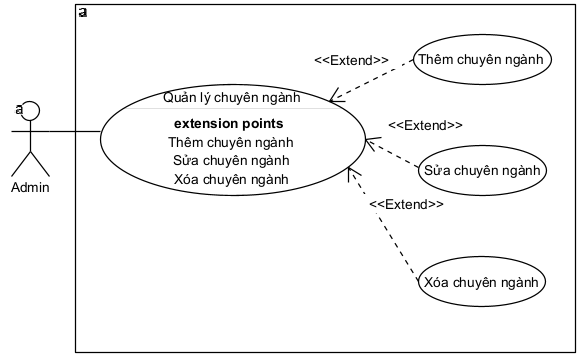 a
<<Extend>>
Thêm chuyên ngành
Quản lý chuyên ngành
a
extension points
Thêm chuyên ngành
Sửa chuyên ngành
Xóa chuyên ngành
<<Extend>>
Sửa chuyên ngành
Admin
<<Extend>>
Xóa chuyên ngành